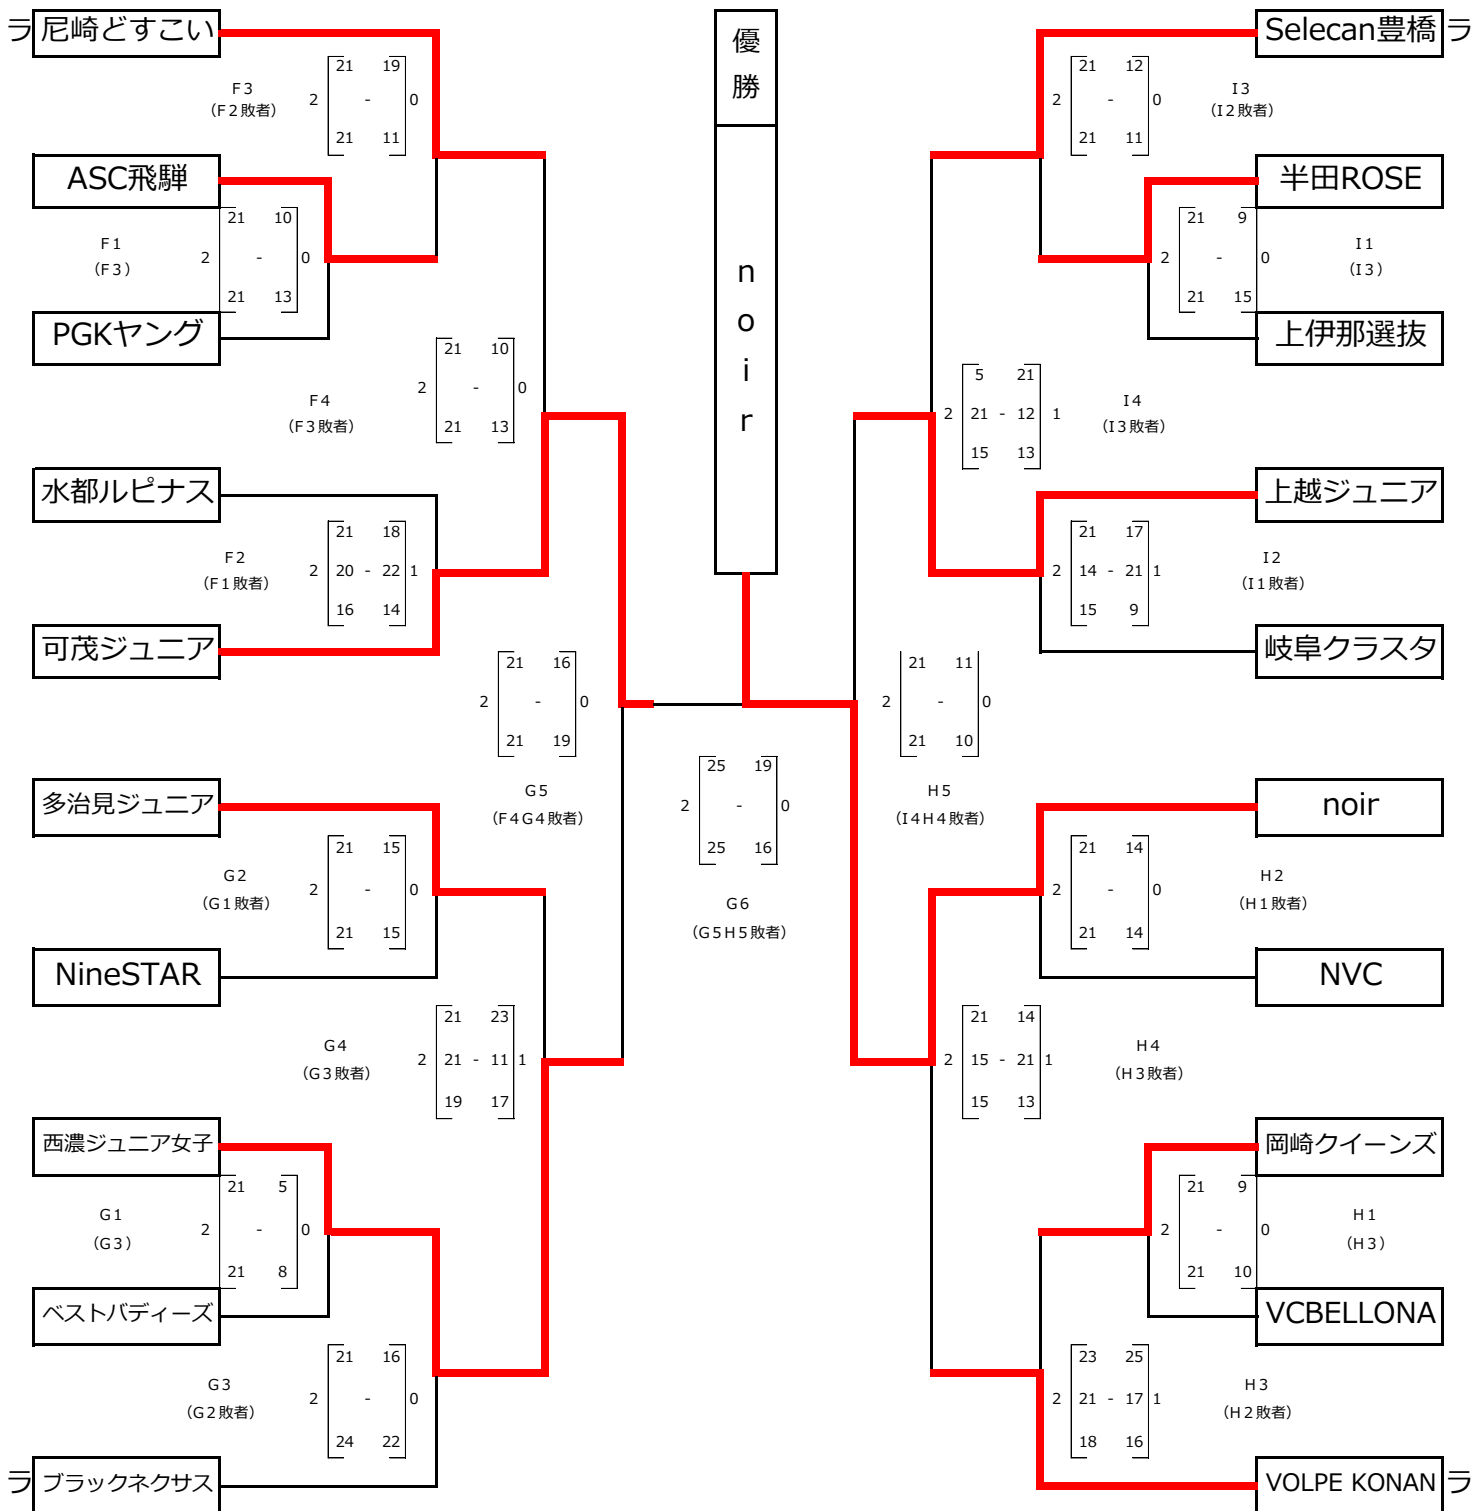 ラ 尼崎どすこい
F3
(F2敗者)
2
21 19
-
21 11
0
ASC飛騨
F1
(F3)
2
21 10
-
21 13
0
PGKヤング
F4
(F3敗者)
2
21 10
-
21 13
0
水都ルピナス
F2
(F1敗者)
2
21 18
20 - 22
16 14
1
可茂ジュニア
G5
(F4G4敗者)
2
21 16
-
21 19
0
多治見ジュニア
G2
(G1敗者)
2
21 15
-
21 15
0
NineSTAR
G4
(G3敗者)
2
21 23
21 - 11
19 17
1
西濃ジュニア女子
G1
(G3)
2
21 5
-
21 8
0
ベストバディーズ
G3
(G2敗者)
2
21 16
-
24 22
0
ラ ブラックネクサス
優
勝
n
o
i
r
2
25 19
-
25 16
0
G6
(G5H5敗者)
Selecan豊橋 ラ
2
21 12
-
21 11
0
I3
(I2敗者)
半田ROSE
2
21 9
-
21 15
0
I1
(I3)
上伊那選抜
2
5 21
21 - 12
15 13
1
I4
(I3敗者)
上越ジュニア
2
21 17
14 - 21
15 9
1
I2
(I1敗者)
岐阜クラスタ
2
21 11
-
21 10
0
H5
(I4H4敗者)
noir
2
21 14
-
21 14
0
H2
(H1敗者)
NVC
2
21 14
15 - 21
15 13
1
H4
(H3敗者)
岡崎クイーンズ
2
21 9
-
21 10
0
H1
(H3)
VCBELLONA
2
23 25
21 - 17
18 16
1
H3
(H2敗者)
VOLPE KONAN ラ